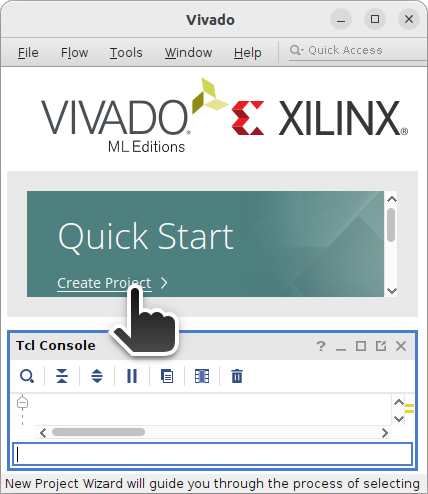 Vivado
File Flow Tools Window Help Quick Access
VIVADO. XILINX®
ML Editions
Quick Start
Create Project
Tcl Console
New Project Wizard will guide you through the process of selecting